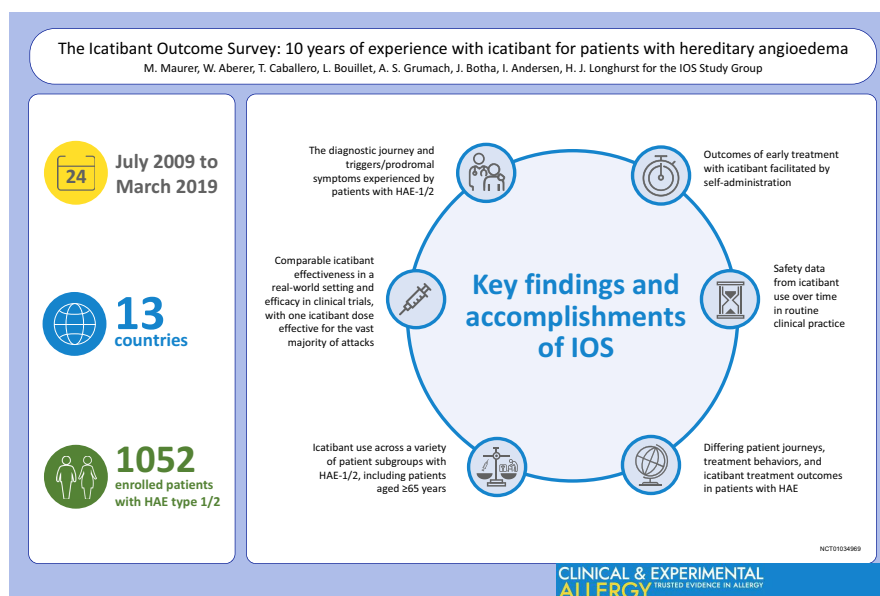 The Icatibant Outcome Survey: 10 years of experience with icatibant for patients with hereditary angioedema
M. Maurer, W. Aberer, T. Caballero, L. Bouillet, A. S. Grumach, J. Botha, I. Andersen, H. J. Longhurst for the IOS Study Group
24
July 2009 to
March 2019
13
countries
1052
enrolled patients
with HAE type 1/2
The diagnostic journey and
triggers/prodromal
symptoms experienced by
patients with HAE-1/2
Outcomes of early treatment
with icatibant facilitated by
self-administration
Comparable icatibant
effectiveness in a
real-world setting and
efficacy in clinical trials,
with one icatibant dose
effective for the vast
majority of attacks
Key findings and
accomplishments
of IOS
Safety data
from icatibant
use over time
in routine
clinical practice
Icatibant use across a variety
of patient subgroups with
HAE-1/2, including patients
aged ≥65 years
Differing patient journeys,
treatment behaviors, and
icatibant treatment outcomes
in patients with HAE
NCT01034969
CLINICAL & EXPERIMENTAL
ALLERGY TRUSTED EVIDENCE IN ALLERGY